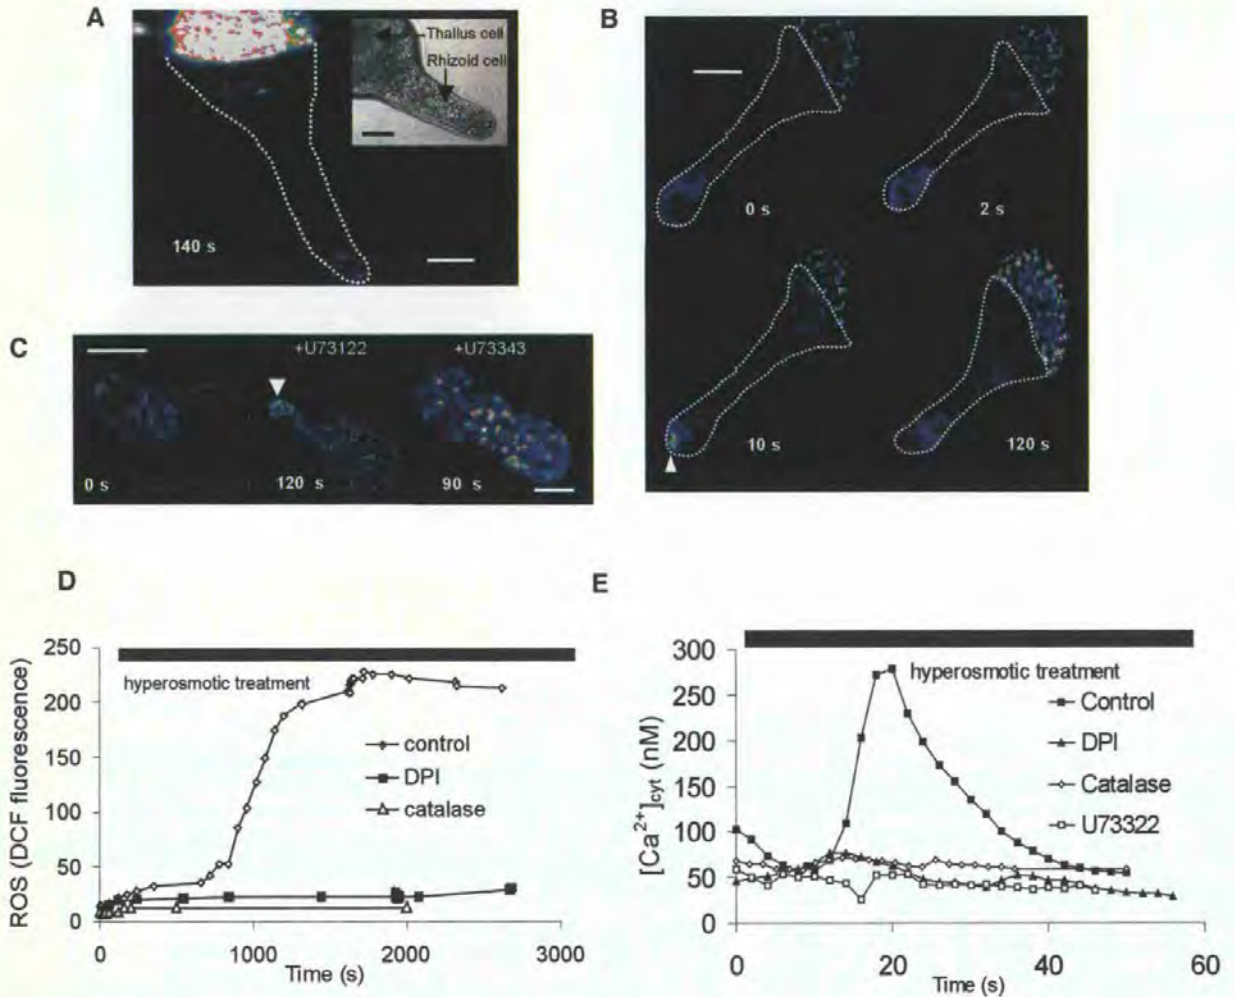 A
Thallus cell
Rhizoid cell
140 s
B
0 s
2 s
10 s
120 s
C
+U73122
+U73343
0 s
120 s
90 s
D
ROS (DCF fluorescence)
250
200
150
100
50
0
hyperosmotic treatment
control
DPI
catalase
0
1000
2000
3000
Time (s)
E
[Ca2+]cyt (nM)
300
250
200
150
100
50
0
hyperosmotic treatment
Control
DPI
Catalase
U73322
0
20
40
60
Time (s)